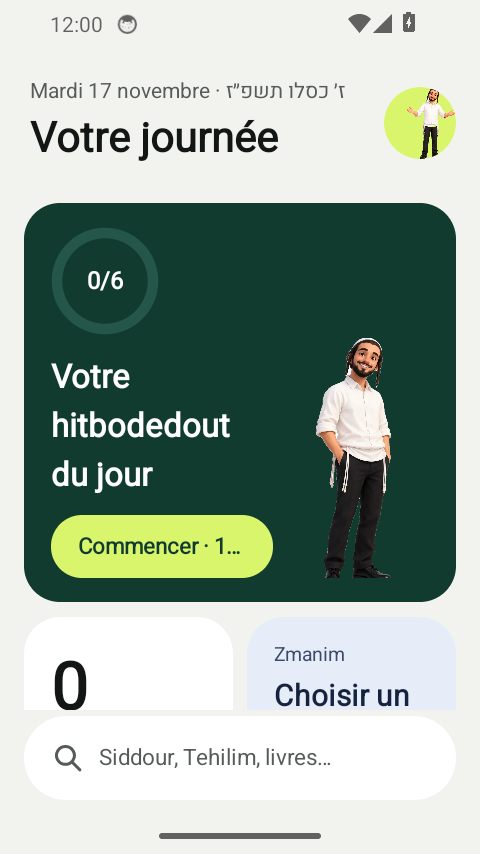 12:00
Mardi 17 novembre · ז׳ כסלו תשפ״ז
Votre journée
0/6
Votre
hitbodedout
du jour
Commencer · 1…
0
Zmanim
Choisir un
Siddour, Tehilim, livres…